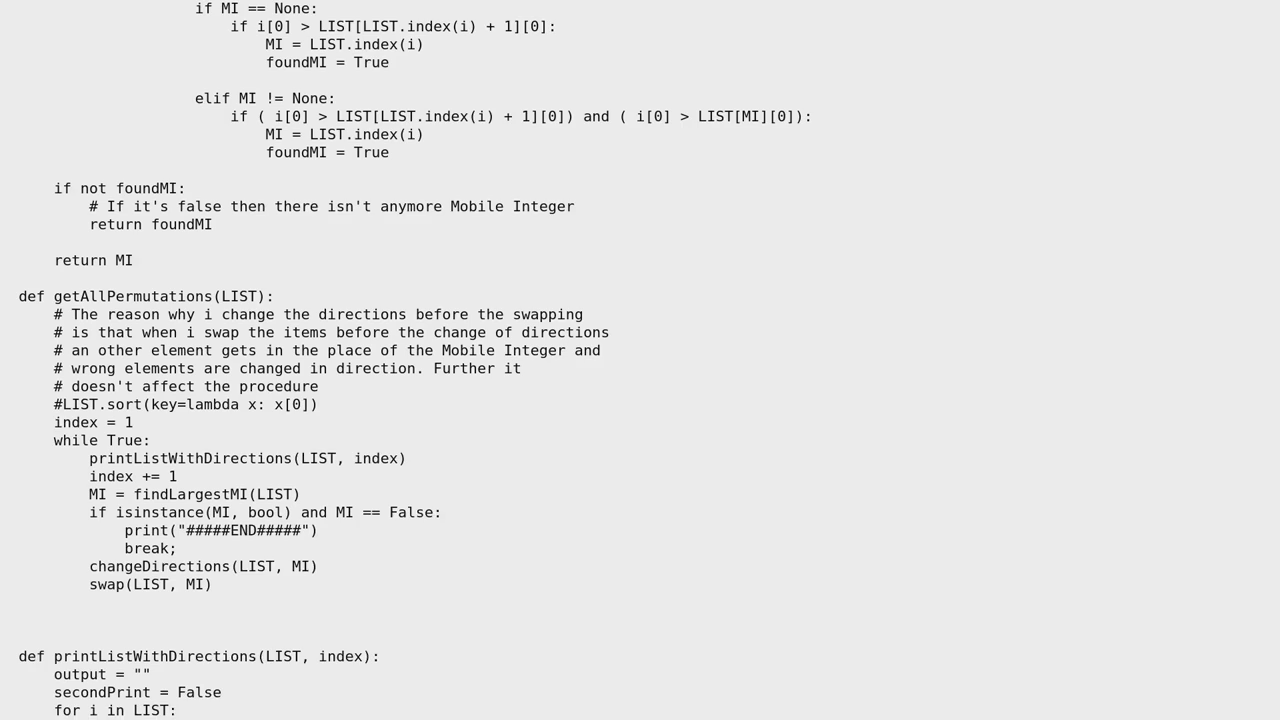 if MI == None:
if i[0] > LIST[LIST.index(i) + 1][0]:
MI = LIST.index(i)
foundMI = True
elif MI != None:
if ( i[0] > LIST[LIST.index(i) + 1][0]) and ( i[0] > LIST[MI][0]):
MI = LIST.index(i)
foundMI = True
if not foundMI:
# If it's false then there isn't anymore Mobile Integer
return foundMI
return MI
def getAllPermutations(LIST):
# The reason why i change the directions before the swapping
# is that when i swap the items before the change of directions
# an other element gets in the place of the Mobile Integer and
# wrong elements are changed in direction. Further it
# doesn't affect the procedure
#LIST.sort(key=lambda x: x[0])
index = 1
while True:
printListWithDirections(LIST, index)
index += 1
MI = findLargestMI(LIST)
if isinstance(MI, bool) and MI == False:
print("#####END#####")
break;
changeDirections(LIST, MI)
swap(LIST, MI)
def printListWithDirections(LIST, index):
output = ""
secondPrint = False
for i in LIST: